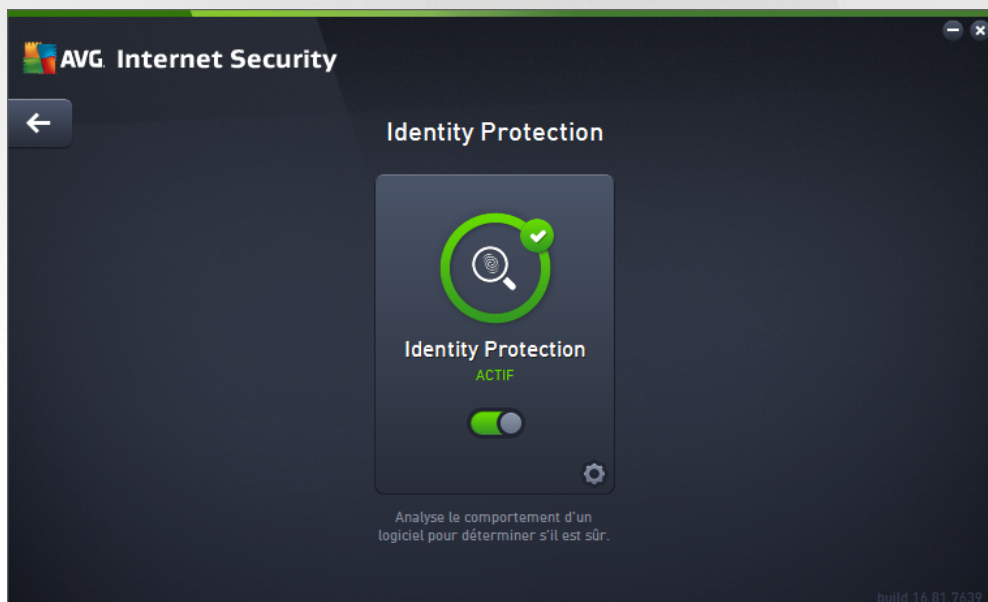 AVG. Internet Security
Identity Protection
Identity Protection
ACTIF
Analyse le comportement d'un
logiciel pour déterminer s'il est sûr.
build 16.81.7639